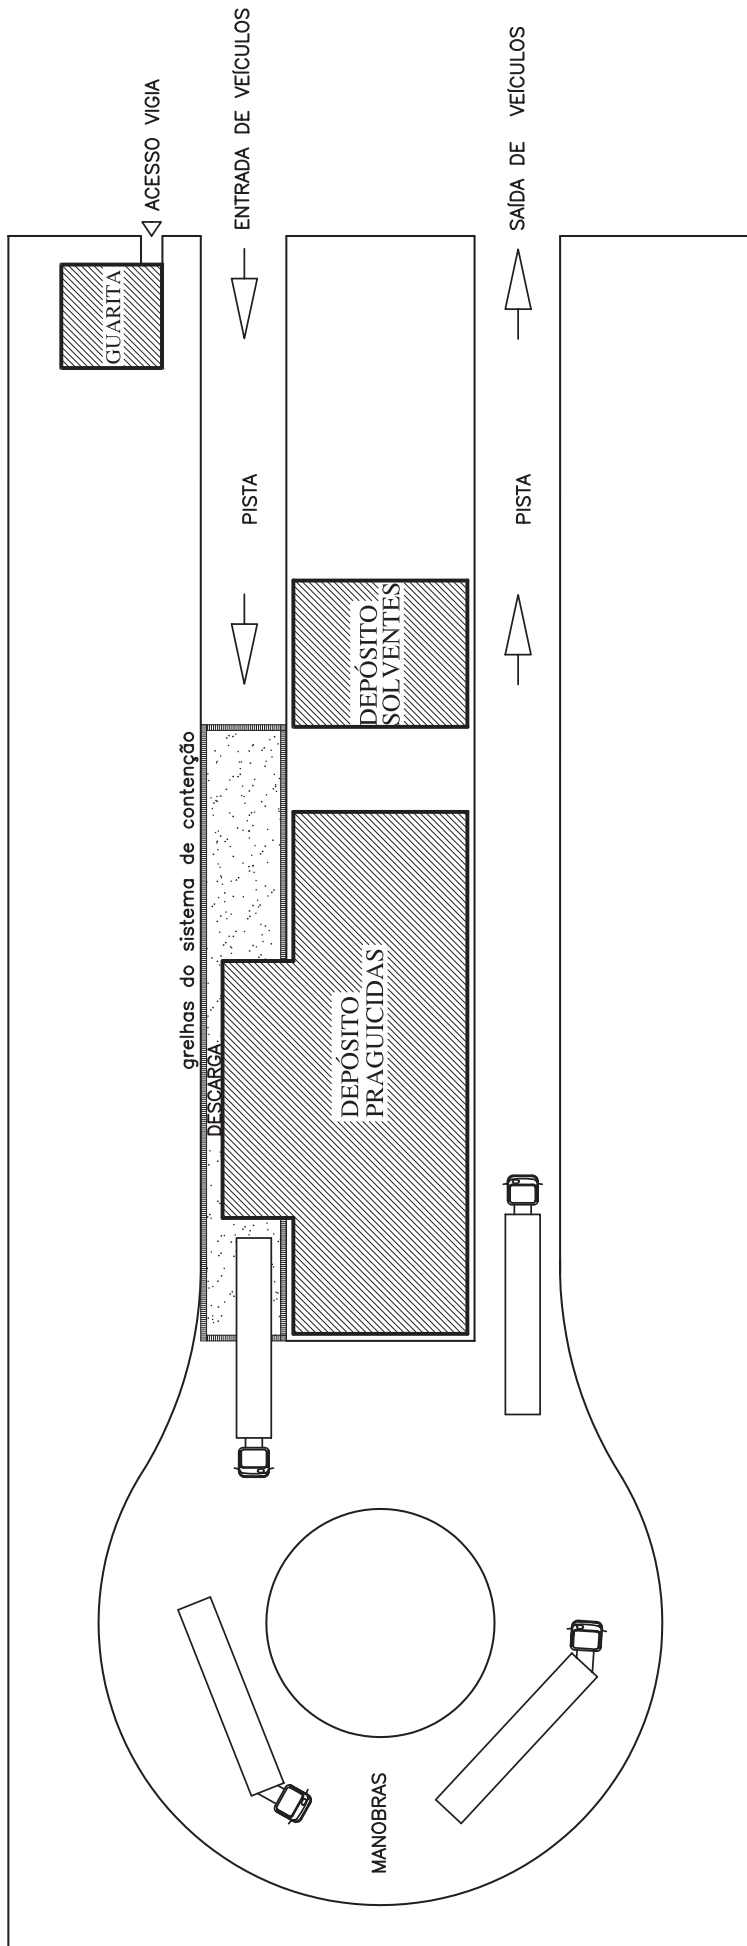 ACESSO VIGIA
ENTRADA DE VEÍCULOS
SAÍDA DE VEÍCULOS
GUARITA
PISTA
PISTA
DEPÓSITO
SOLVENTES
grelhas do sistema de contenção
DESCARGA
DEPÓSITO
PRAGUICIDAS
MANOBRAS